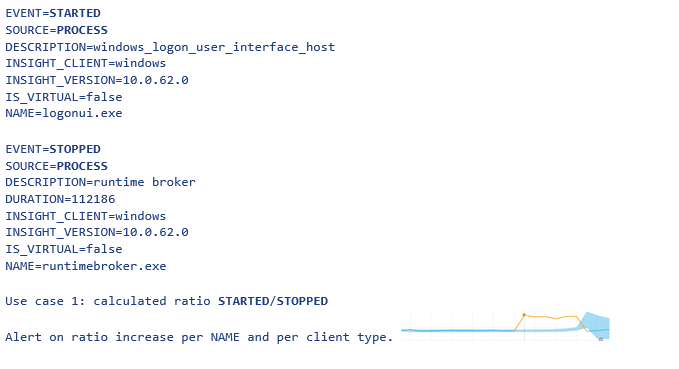 EVENT=STARTED
SOURCE=PROCESS
DESCRIPTION=windows_logon_user_interface_host
INSIGHT_CLIENT=windows
INSIGHT_VERSION=10.0.62.0
IS_VIRTUAL=false
NAME=logonui.exe
EVENT=STOPPED
SOURCE=PROCESS
DESCRIPTION=runtime broker
DURATION=112186
INSIGHT_CLIENT=windows
INSIGHT_VERSION=10.0.62.0
IS_VIRTUAL=false
NAME=runtimebroker.exe
Use case 1: calculated ratio STARTED/STOPPED
Alert on ratio increase per NAME and per client type.